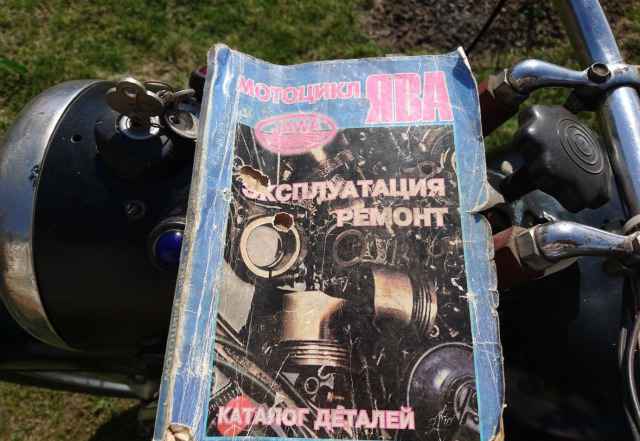 МОТОЦИКЛ ЯВА
JAWA
ЭКСПЛУАТАЦИЯ
РЕМОНТ
КАТАЛОГ ДЕТАЛЕЙ